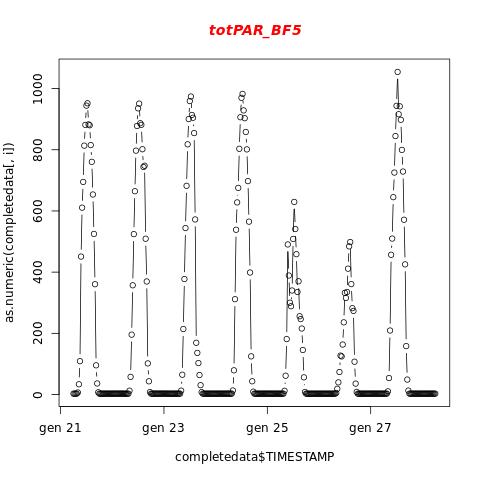 totPAR_BF5
as.numeric(completedata[, i])
1000
800
600
400
200
0
gen 21
gen 23
gen 25
gen 27
completedata$TIMESTAMP